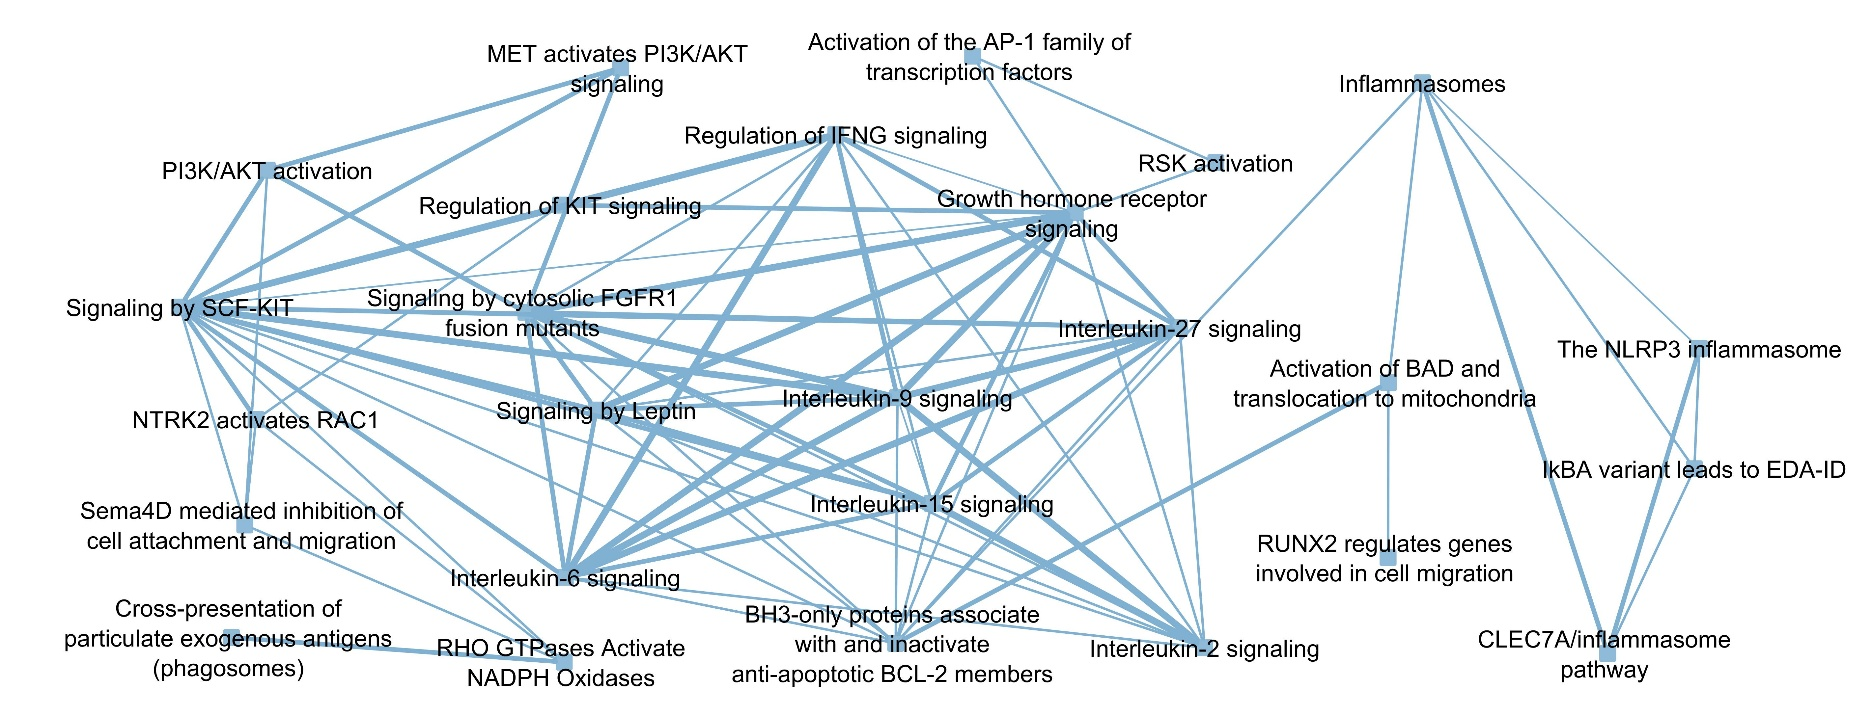 MET activates PI3K/AKT
signaling
Activation of the AP-1 family of
transcription factors
Inflammasomes
Regulation of IFNG signaling
RSK activation
PI3K/AKT activation
Regulation of KIT signaling
Growth hormone receptor
signaling
Signaling by SCF-KIT
Signaling by cytosolic FGFR1
fusion mutants
Interleukin-27 signaling
The NLRP3 inflammasome
Activation of BAD and
translocation to mitochondria
Interleukin-9 signaling
Signaling by Leptin
NTRK2 activates RAC1
IkBA variant leads to EDA-ID
Interleukin-15 signaling
Sema4D mediated inhibition of
cell attachment and migration
RUNX2 regulates genes
involved in cell migration
Interleukin-6 signaling
Cross-presentation of
particulate exogenous antigens
(phagosomes)
RHO GTPases Activate
NADPH Oxidases
BH3-only proteins associate
with and inactivate
anti-apoptotic BCL-2 members
Interleukin-2 signaling
CLEC7A/inflammasome
pathway